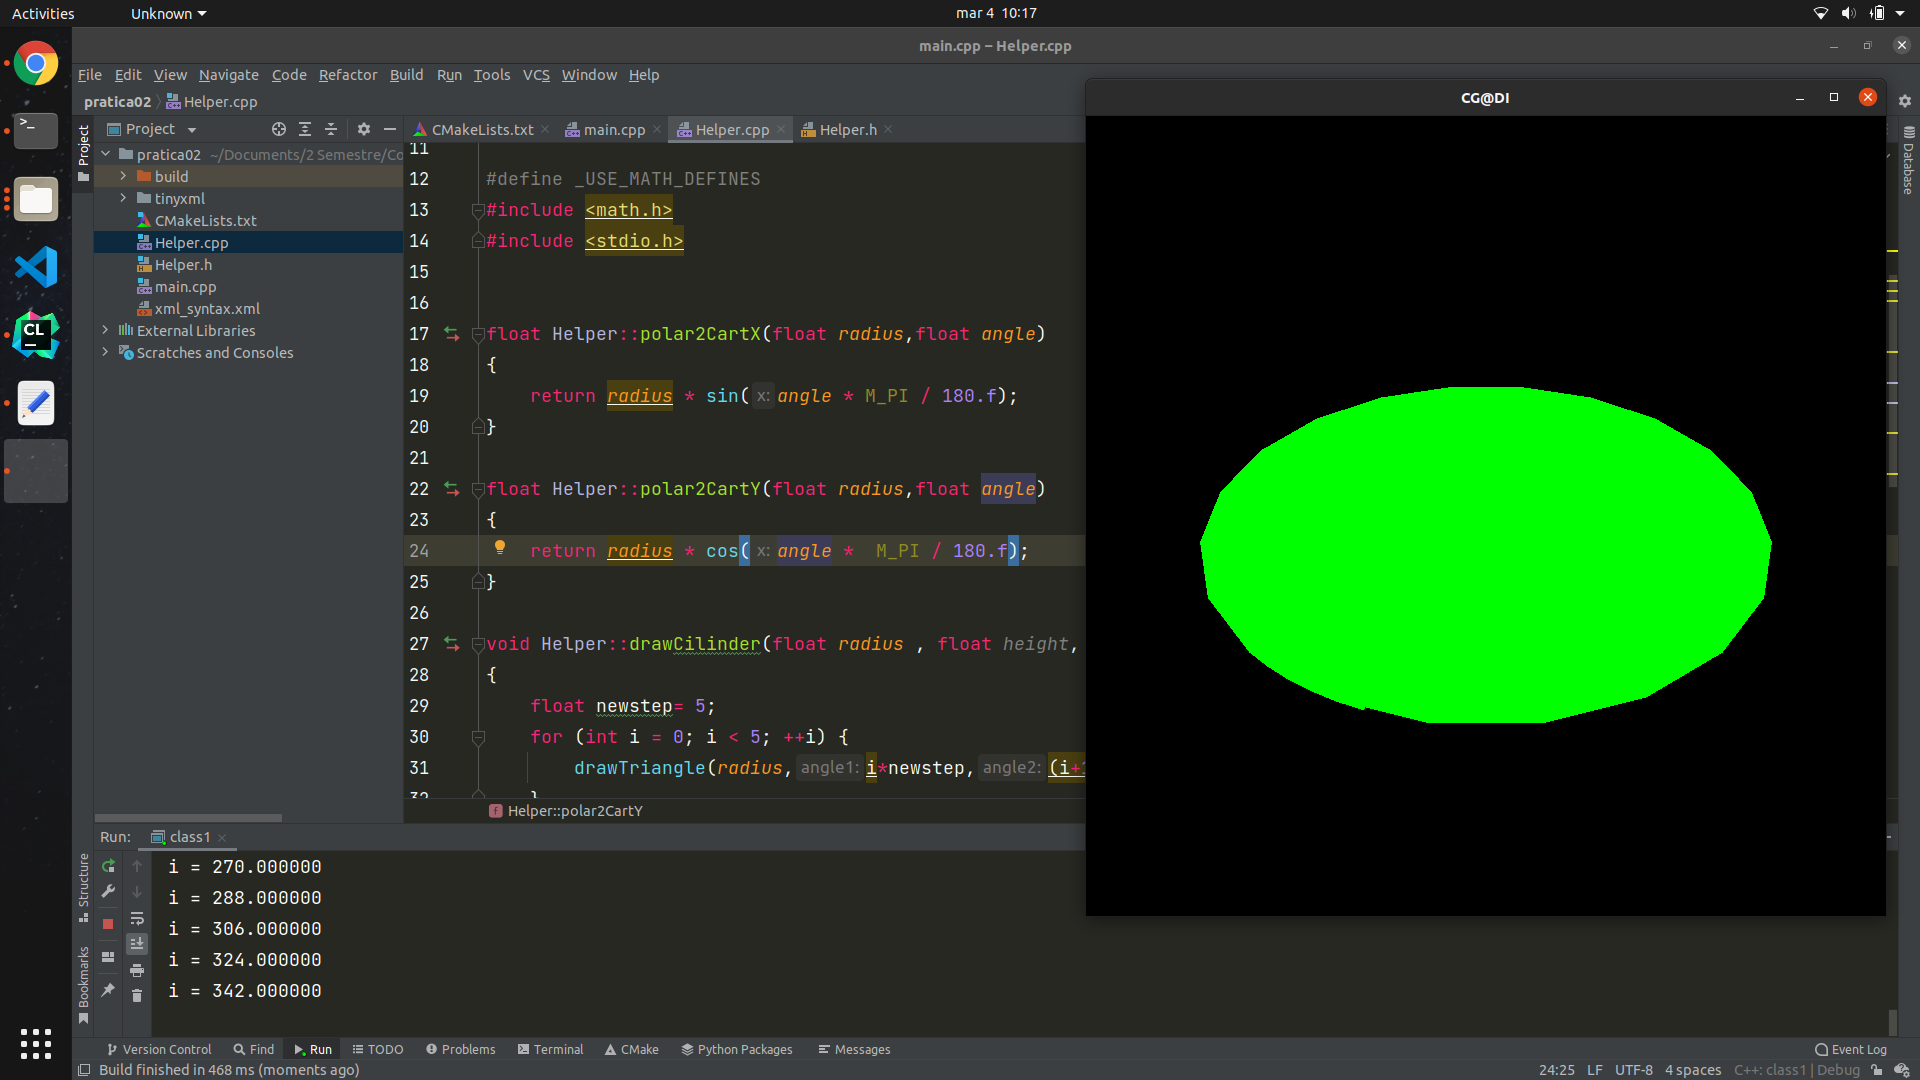 Activities
Unknown
mar 4 10:17
main.cpp – Helper.cpp
File Edit View Navigate Code Refactor Build Run Tools VCS Window Help
pratica02 Helper.cpp
CG@DI
Project
CMakeLists.txt main.cpp Helper.cpp Helper.h
Project
Database
pratica02 ~/Documents/2 Semestre/Co
build
tinyxml
CMakeLists.txt
Helper.cpp
Helper.h
main.cpp
xml_syntax.xml
External Libraries
Scratches and Consoles
11
12 #define _USE_MATH_DEFINES
13 #include <math.h>
14 #include <stdio.h>
15
16
17 float Helper::polar2CartX(float radius,float angle)
18 {
19 return radius * sin( x: angle * M_PI / 180.f);
20 }
21
22 float Helper::polar2CartY(float radius,float angle)
23 {
24 return radius * cos( x: angle * M_PI / 180.f);
25 }
26
27 void Helper::drawCilinder(float radius , float height,
28 {
29 float newstep= 5;
30 for (int i = 0; i < 5; ++i) {
31 drawTriangle(radius, angle1: i*newstep, angle2: (i+1
32 }
Helper::polar2CartY
Run: class1
i = 270.000000
i = 288.000000
i = 306.000000
i = 324.000000
i = 342.000000
Structure
Bookmarks
Version Control Find Run TODO Problems Terminal CMake Python Packages Messages Event Log
Build finished in 468 ms (moments ago)
24:25 LF UTF-8 4 spaces C++: class1 | Debug
CL